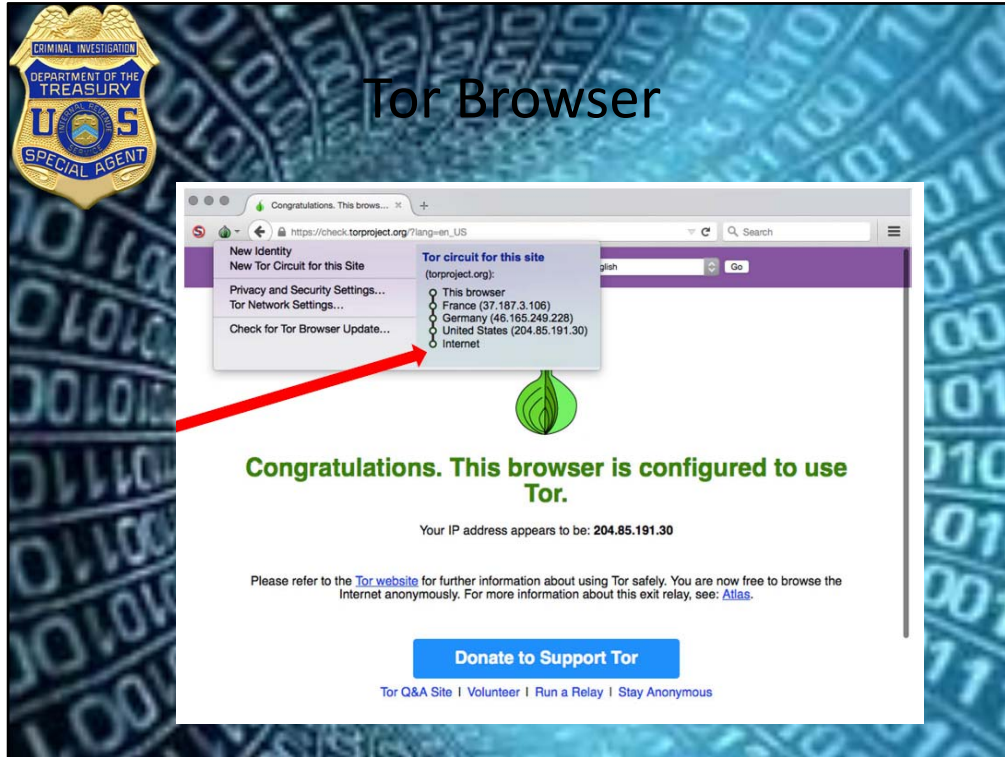 CRIMINAL INVESTIGATION
DEPARTMENT OF THE
TREASURY
INTERNAL REVENUE
SERVICE
U S
SPECIAL AGENT
Tor Browser
Congratulations. This brows... × +
https://check.torproject.org/?lang=en_US
Search
New Identity
New Tor Circuit for this Site
Privacy and Security Settings...
Tor Network Settings...
Check for Tor Browser Update...
Tor circuit for this site
(torproject.org):
This browser
France (37.187.3.106)
Germany (46.165.249.228)
United States (204.85.191.30)
Internet
glish
Go
Congratulations. This browser is configured to use
Tor.
Your IP address appears to be: 204.85.191.30
Please refer to the Tor website for further information about using Tor safely. You are now free to browse the
Internet anonymously. For more information about this exit relay, see: Atlas.
Donate to Support Tor
Tor Q&A Site | Volunteer | Run a Relay | Stay Anonymous